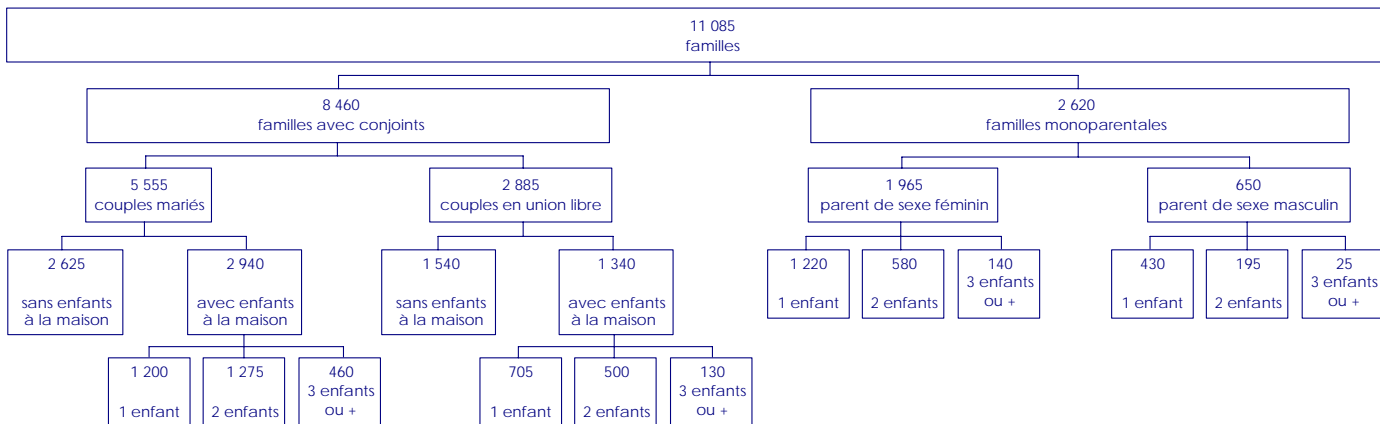 11 085
familles
8 460
familles avec conjoints
2 620
familles monoparentales
5 555
couples mariés
2 885
couples en union libre
1 965
parent de sexe féminin
650
parent de sexe masculin
2 625
sans enfants
à la maison
2 940
avec enfants
à la maison
1 540
sans enfants
à la maison
1 340
avec enfants
à la maison
1 220
1 enfant
580
2 enfants
140
3 enfants
ou +
430
1 enfant
195
2 enfants
25
3 enfants
ou +
1 200
1 enfant
1 275
2 enfants
460
3 enfants
ou +
705
1 enfant
500
2 enfants
130
3 enfants
ou +